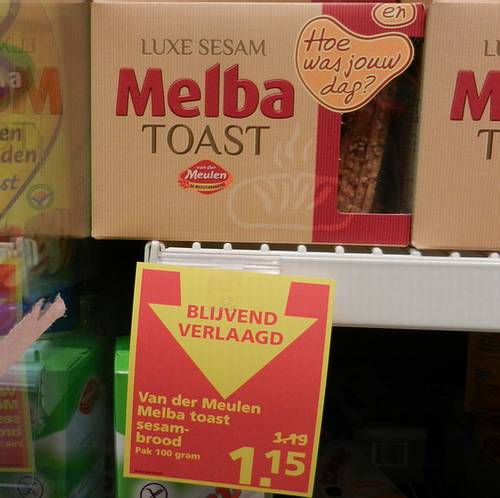 en
Hoe
was jouw
dag?
LUXE SESAM
Melba
TOAST
van der
Meulen
BLIJVEND
VERLAAGD
Van der Meulen
Melba toast
sesam-
brood
Pak 100 gram
1.19
1.15